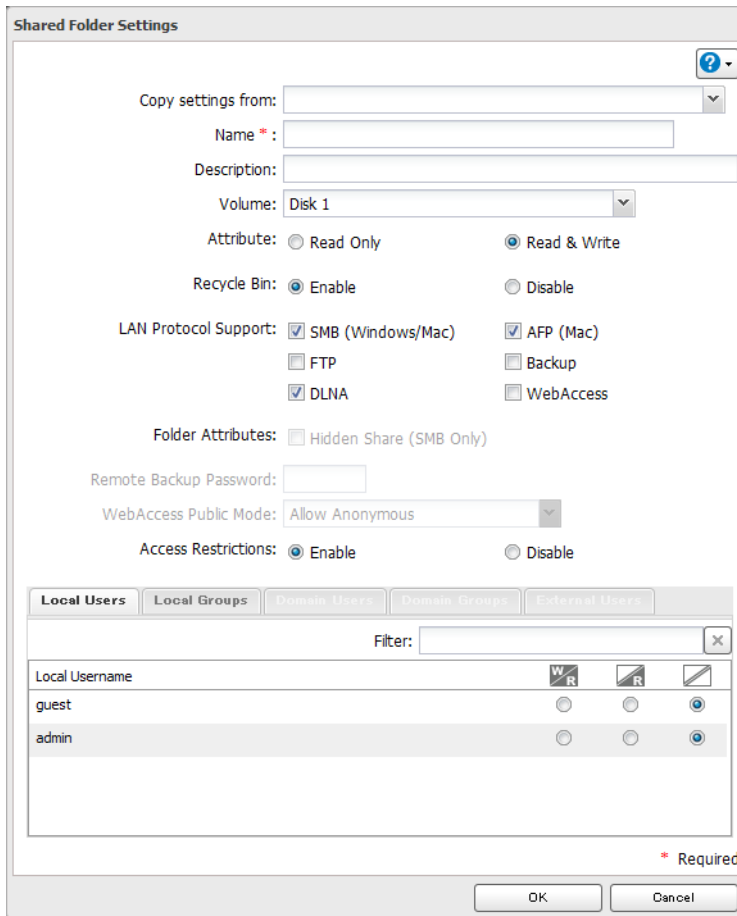 Shared Folder Settings
?
Copy settings from:
Name * :
Description:
Volume: Disk 1
Attribute: Read Only Read & Write
Recycle Bin: Enable Disable
LAN Protocol Support: SMB (Windows/Mac) AFP (Mac)
FTP Backup
DLNA WebAccess
Folder Attributes: Hidden Share (SMB Only)
Remote Backup Password:
WebAccess Public Mode: Allow Anonymous
Access Restrictions: Enable Disable
Local Users Local Groups Domain Users Domain Groups External Users
Filter:
Local Username W/R R
guest
admin
* Required
OK Cancel